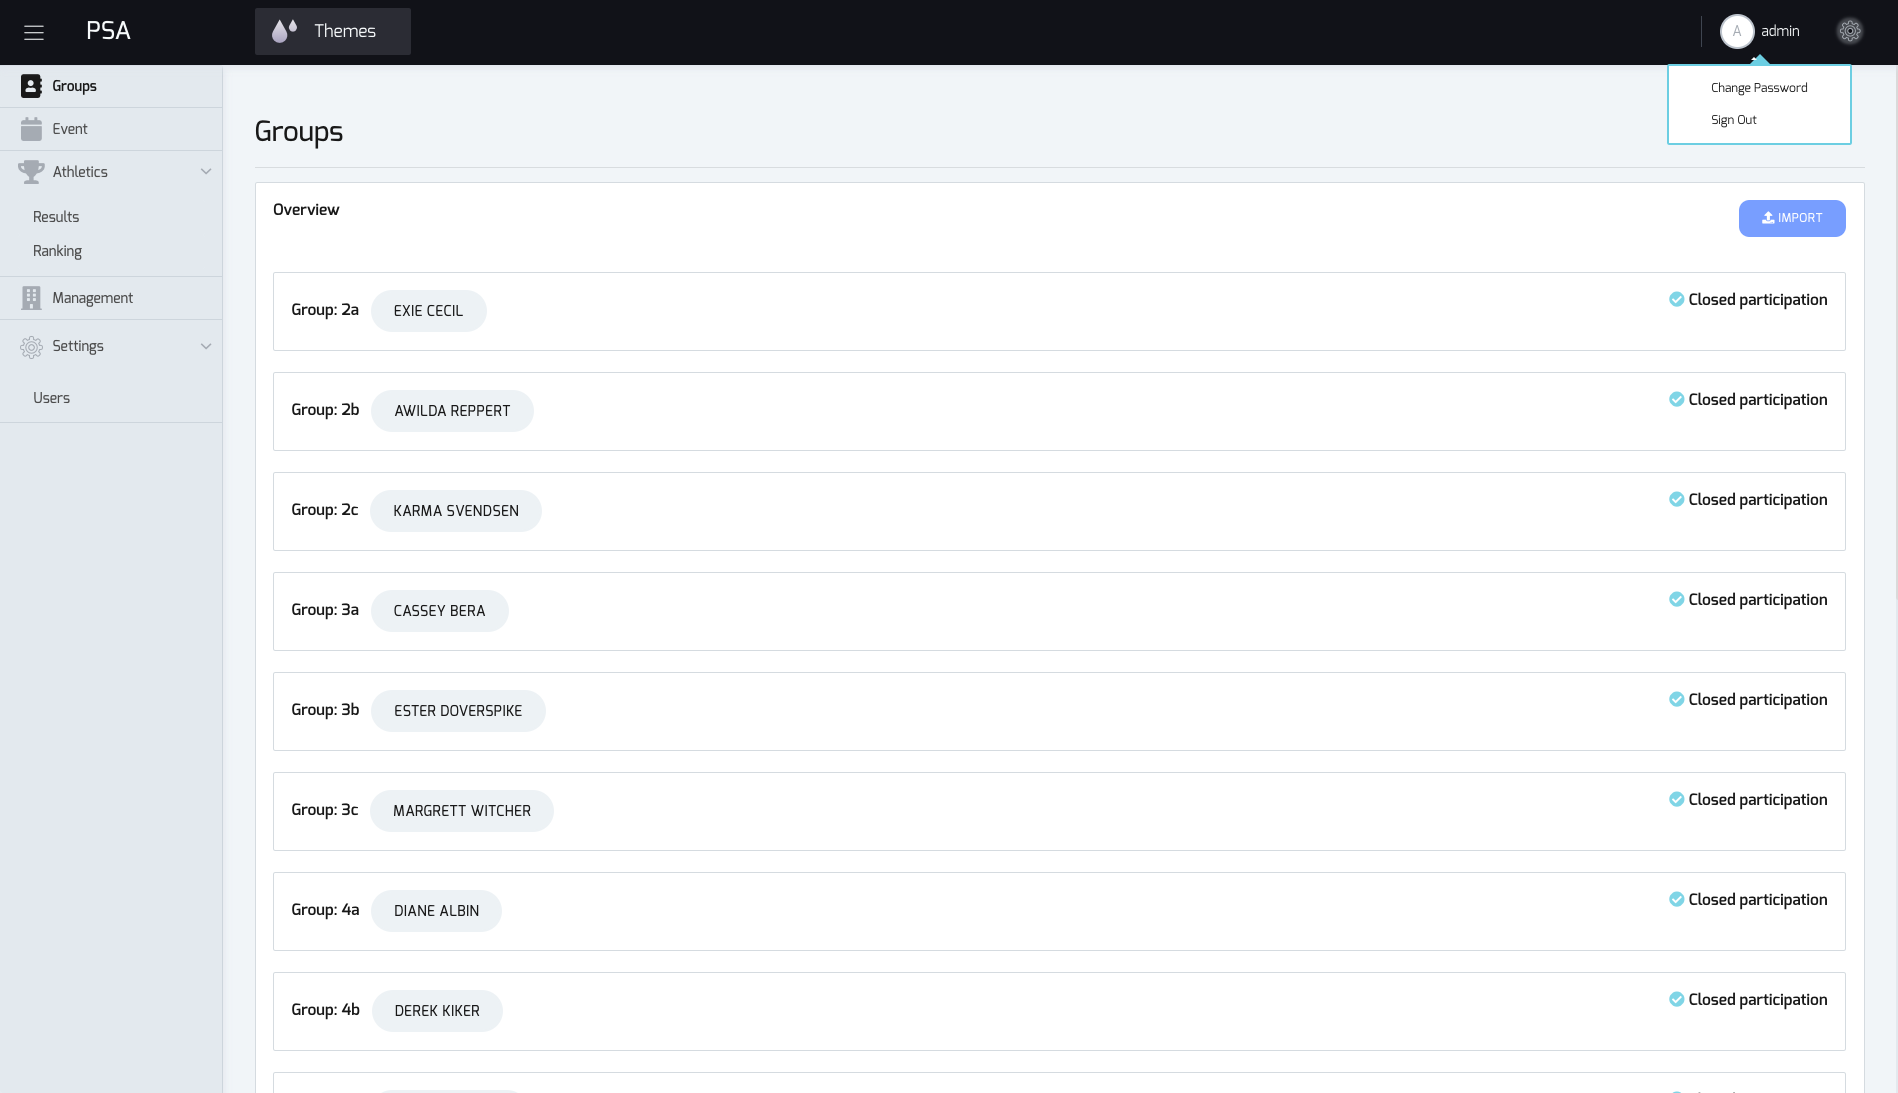 PSA
Themes
A admin
Change Password
Sign Out
Groups
Event
Athletics
Results
Ranking
Management
Settings
Users
Groups
Overview
IMPORT
Group: 2a EXIE CECIL Closed participation
Group: 2b AWILDA REPPERT Closed participation
Group: 2c KARMA SVENDSEN Closed participation
Group: 3a CASSEY BERA Closed participation
Group: 3b ESTER DOVERSPIKE Closed participation
Group: 3c MARGRETT WITCHER Closed participation
Group: 4a DIANE ALBIN Closed participation
Group: 4b DEREK KIKER Closed participation